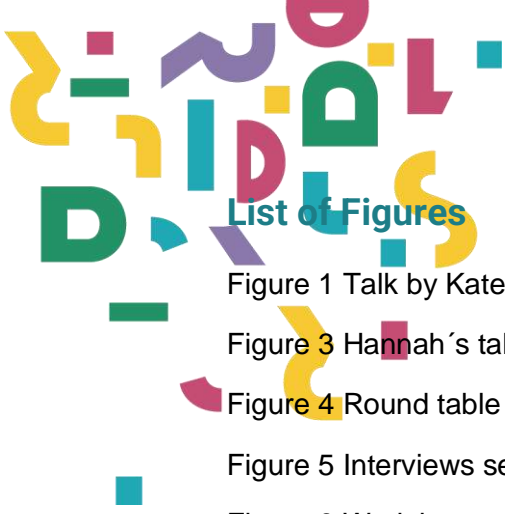 List of Figures
Figure 1 Talk by Kate
Figure 3 Hannah´s tal
Figure 4 Round table
Figure 5 Interviews se